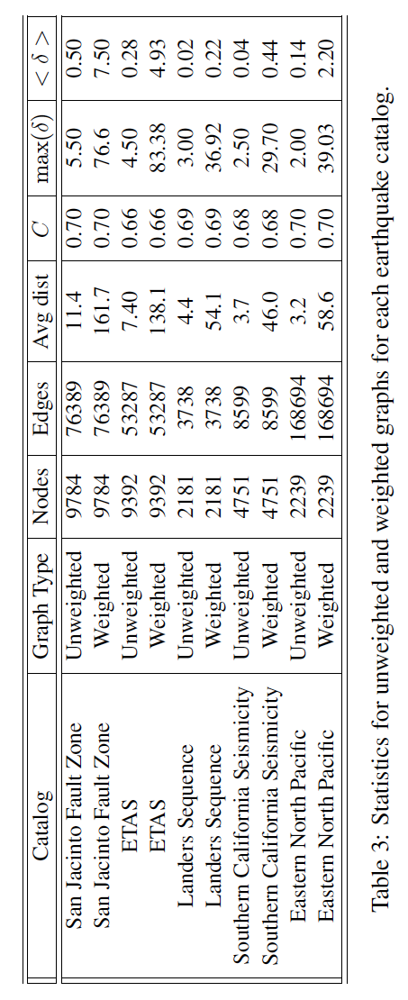 Catalog Graph Type Nodes Edges Avg dist C max(δ) < δ >
San Jacinto Fault Zone Unweighted 9784 76389 11.4 0.70 5.50 0.50
San Jacinto Fault Zone Weighted 9784 76389 161.7 0.70 76.6 7.50
ETAS Unweighted 9392 53287 7.40 0.66 4.50 0.28
ETAS Weighted 9392 53287 138.1 0.66 83.38 4.93
Landers Sequence Unweighted 2181 3738 4.4 0.69 3.00 0.02
Landers Sequence Weighted 2181 3738 54.1 0.69 36.92 0.22
Southern California Seismicity Unweighted 4751 8599 3.7 0.68 2.50 0.04
Southern California Seismicity Weighted 4751 8599 46.0 0.68 29.70 0.44
Eastern North Pacific Unweighted 2239 168694 3.2 0.70 2.00 0.14
Eastern North Pacific Weighted 2239 168694 58.6 0.70 39.03 2.20
Table 3: Statistics for unweighted and weighted graphs for each earthquake catalog.